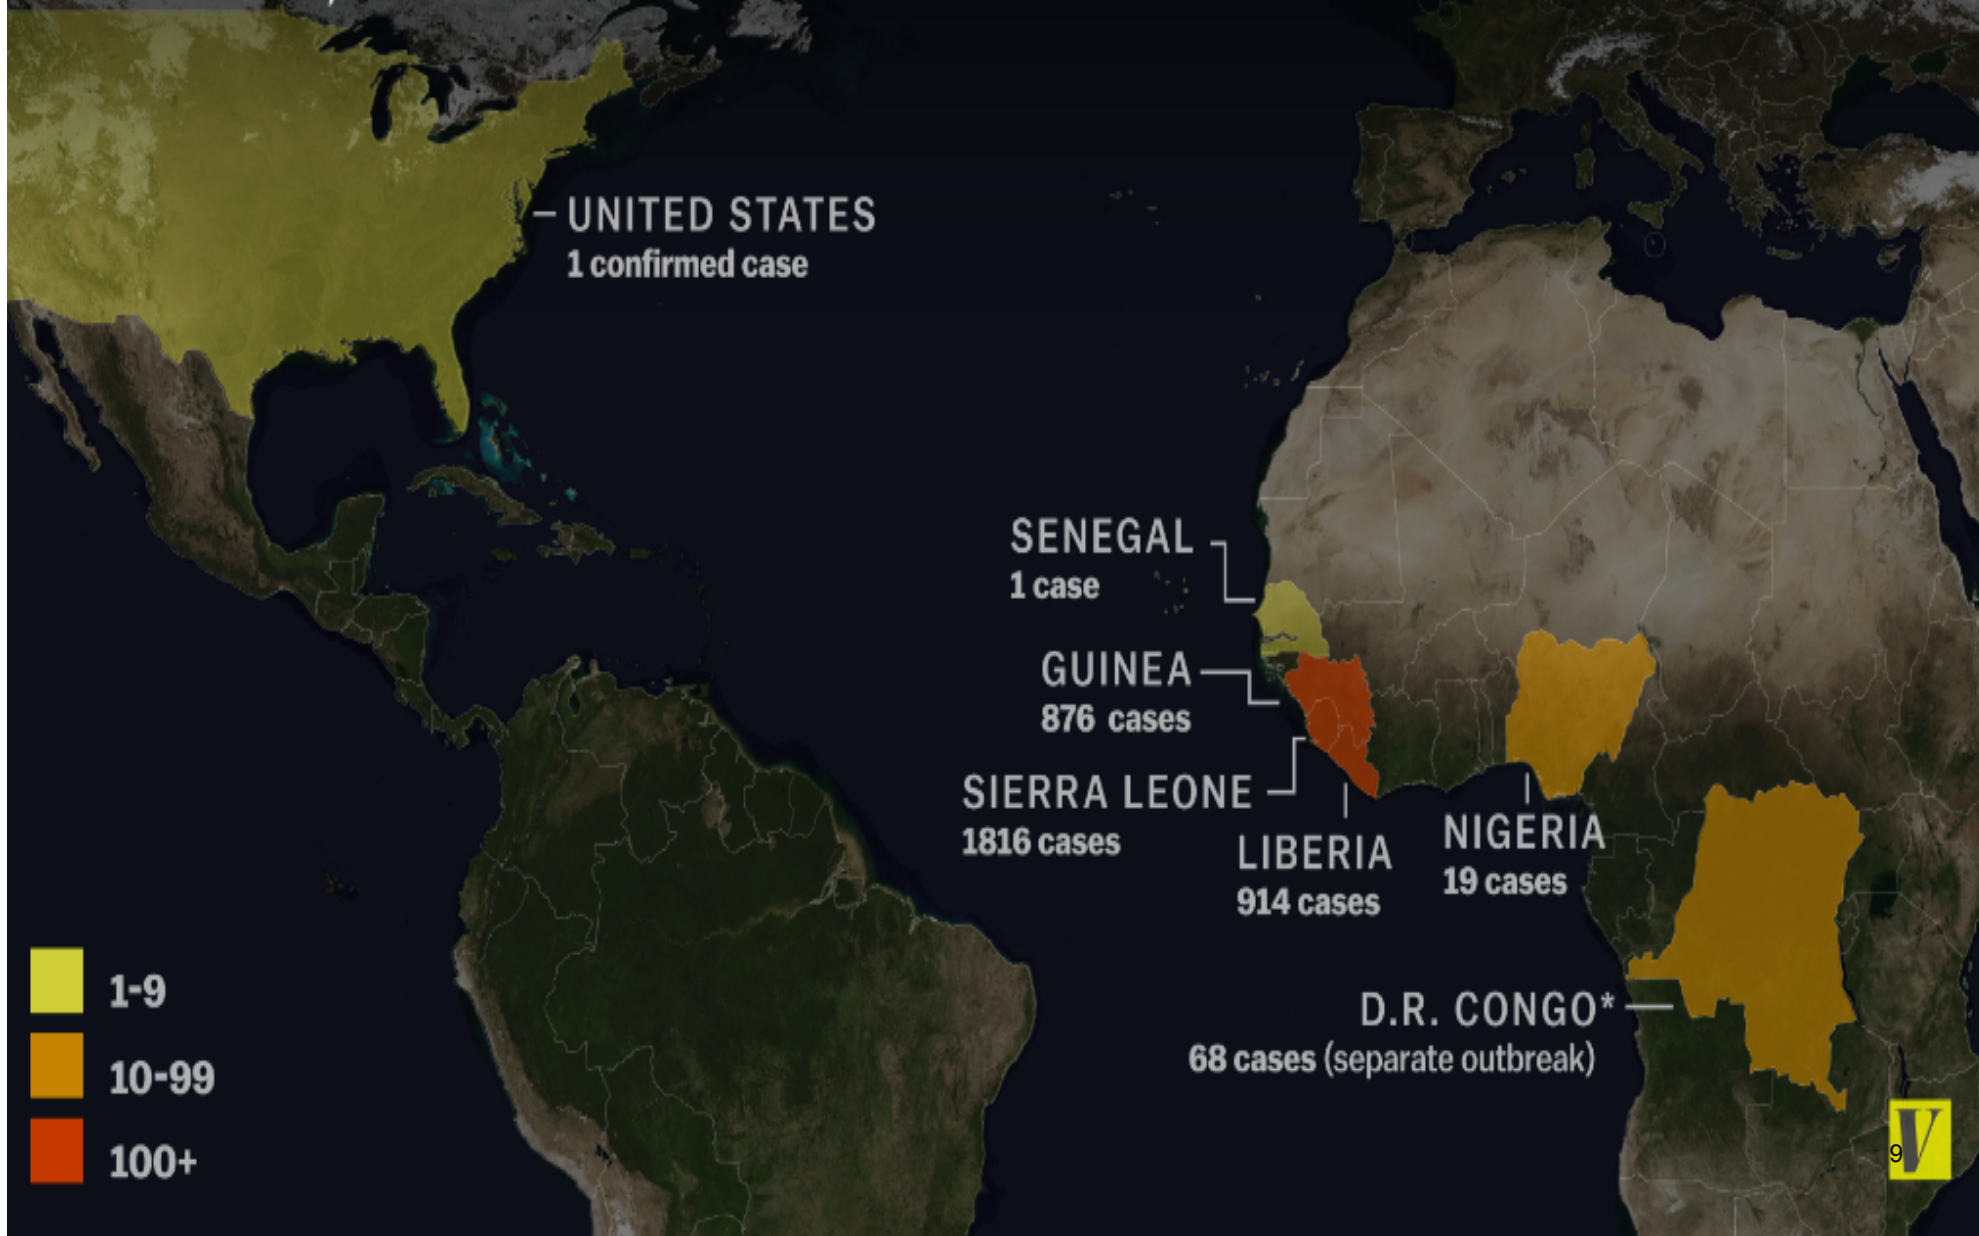 UNITED STATES
1 confirmed case
SENEGAL
1 case
GUINEA
876 cases
SIERRA LEONE
1816 cases
LIBERIA
914 cases
NIGERIA
19 cases
D.R. CONGO*
68 cases (separate outbreak)
1-9
10-99
100+
9
V